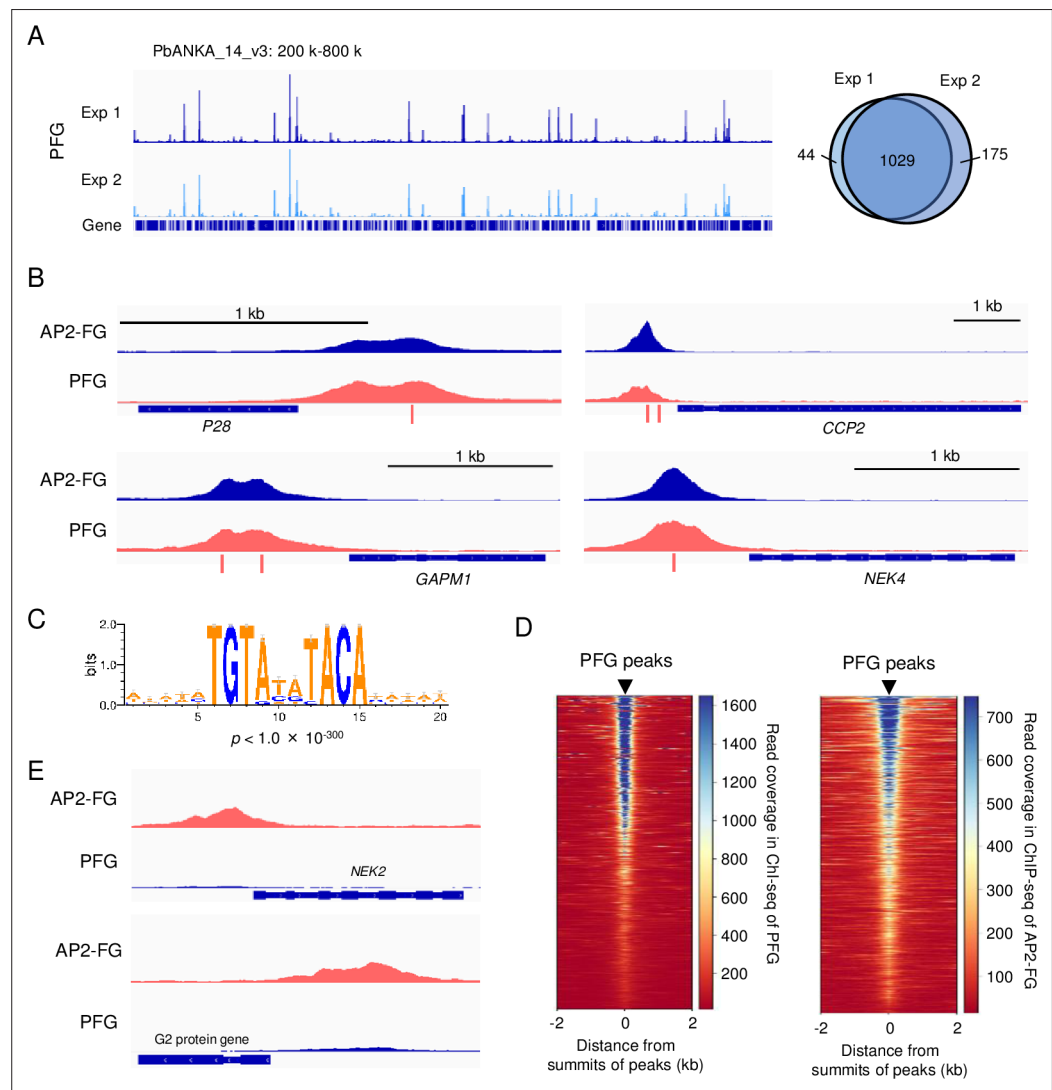 A
PbANKA_14_v3: 200 k-800 k
PFG
Exp 1
Exp 2
Gene
Exp 1
Exp 2
44
1029
175
B
1 kb
1 kb
AP2-FG
PFG
P28
CCP2
1 kb
1 kb
AP2-FG
PFG
GAPM1
NEK4
C
2.0
1.0
0.0
bits
TGTA
TACA
5
10
15
20
p < 1.0 × 10-300
D
PFG peaks
1600
1400
1200
1000
800
600
400
200
Read coverage in ChI-seq of PFG
-2
0
2
Distance from
summits of peaks (kb)
PFG peaks
700
600
500
400
300
200
100
Read coverage in ChIP-seq of AP2-FG
-2
0
2
Distance from
summits of peaks (kb)
E
AP2-FG
PFG
NEK2
AP2-FG
PFG
G2 protein gene